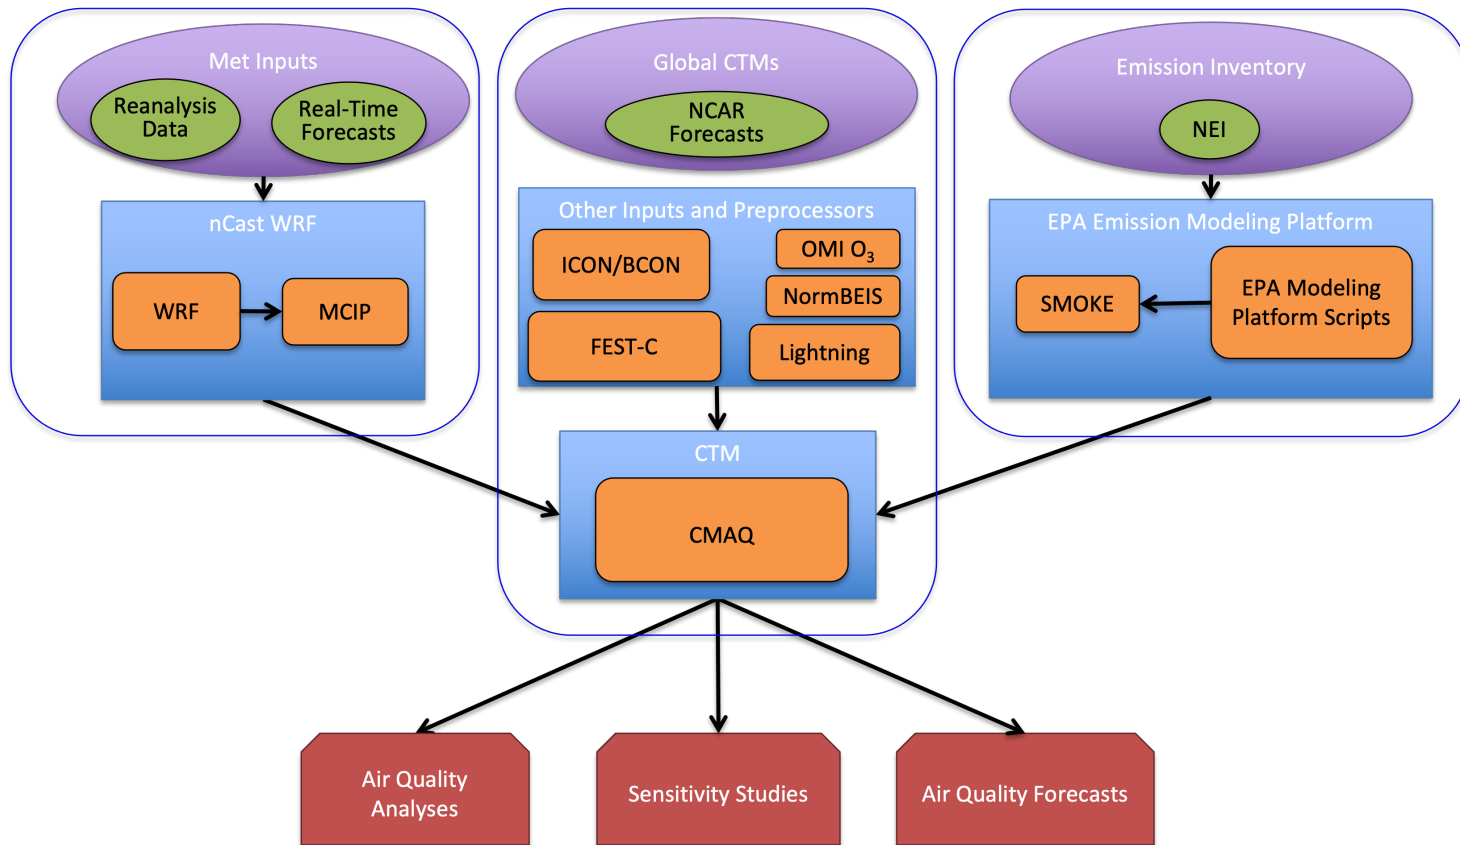 Met Inputs
Reanalysis
Data
Real-Time
Forecasts
nCast WRF
WRF
MCIP
Global CTMs
NCAR
Forecasts
Other Inputs and Preprocessors
ICON/BCON
OMI O₃
NormBEIS
FEST-C
Lightning
CTM
CMAQ
Emission Inventory
NEI
EPA Emission Modeling Platform
SMOKE
EPA Modeling
Platform Scripts
Air Quality
Analyses
Sensitivity Studies
Air Quality Forecasts